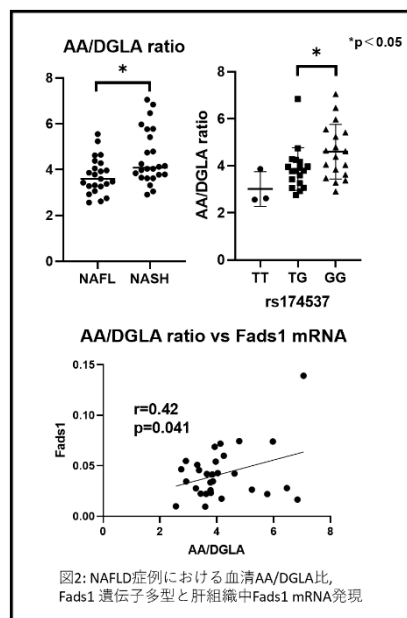 AA/DGLA ratio
*
AA/DGLA ratio
8
6
4
2
0
NAFL
NASH
*p＜0.05
*
AA/DGLA ratio
8
6
4
2
0
TT
TG
GG
rs174537
AA/DGLA ratio vs Fads1 mRNA
r=0.42
p=0.041
Fads1
0.15
0.10
0.05
0.00
0
2
4
6
8
AA/DGLA
図2: NAFLD症例における血清AA/DGLA比,
Fads1 遺伝子多型と肝組織中Fads1 mRNA発現